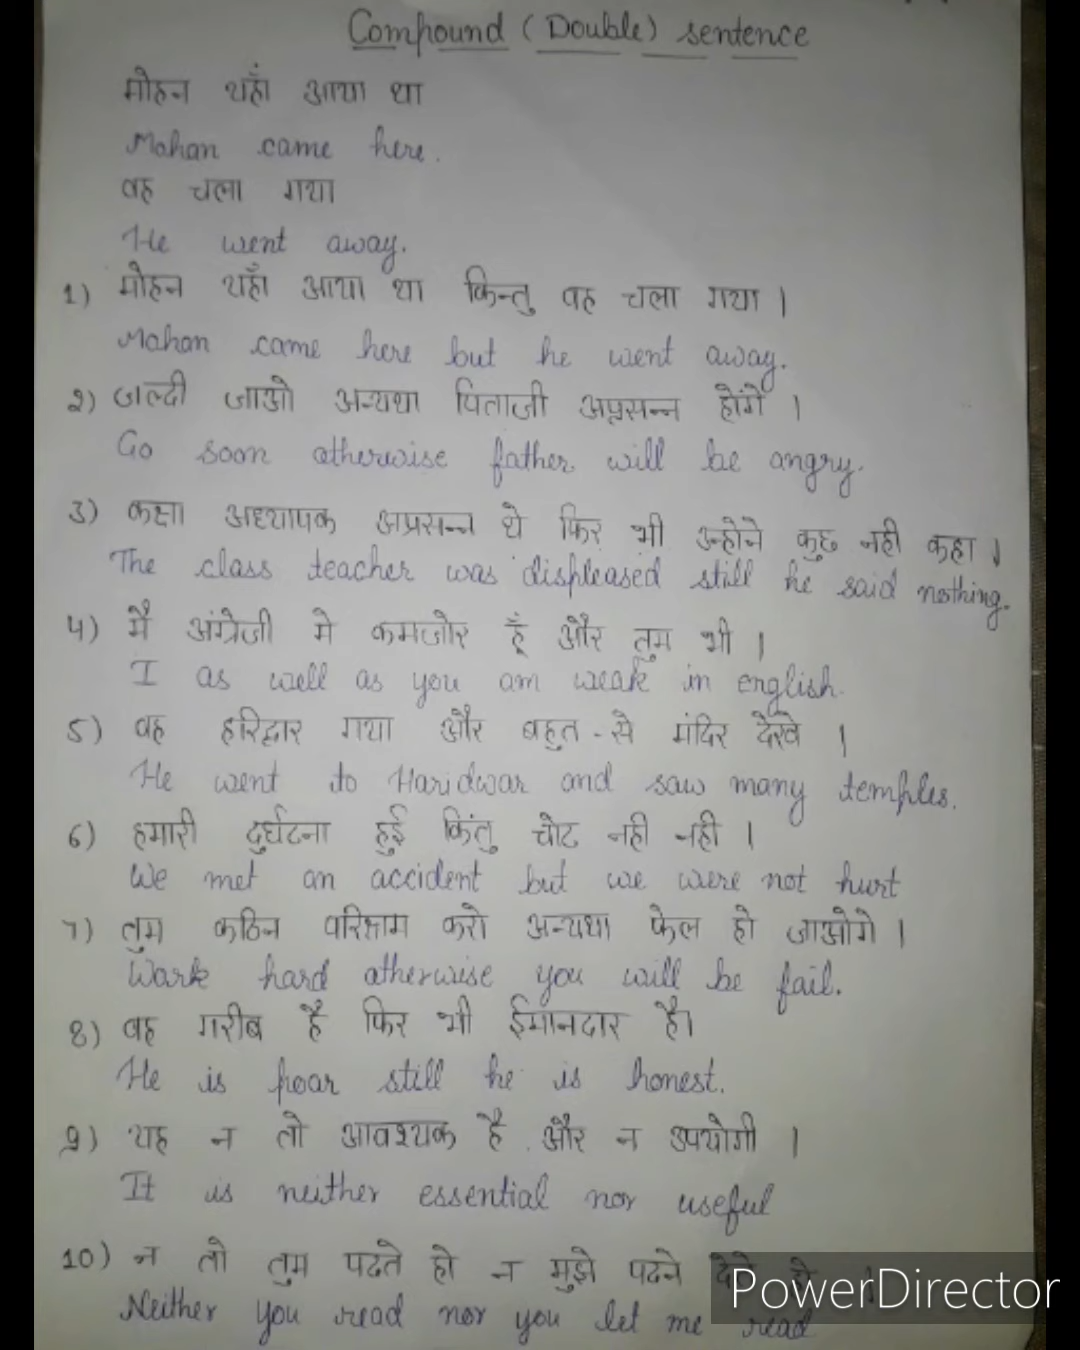 Compound (Double) sentence
मोहन यहाँ आया था
Mohan came here.
वह चला गया
He went away.
1) मोहन यहाँ आया था किन्तु वह चला गया ।
Mohan came here but he went away.
2) जल्दी जाओ अन्यथा पिताजी अप्रसन्न होंगें ।
Go soon otherwise father will be angry.
3) कक्षा अध्यापक अप्रसन्न थे फिर भी उन्होने कुछ नही कहा ।
The class teacher was displeased still he said nothing.
4) मैं अंग्रेजी मे कमजोर हूँ और तुम भी ।
I as well as you am weak in english.
5) वह हरिद्वार गया और बहुत-से मंदिर देखे ।
He went to Haridwar and saw many temples.
6) हमारी दुर्घटना हुई किंतु चोट नही नही ।
We met an accident but we were not hurt
7) तुम कठिन परिश्रम करो अन्यथा फेल हो जाओगे ।
Work hard otherwise you will be fail.
8) वह गरीब है फिर भी ईमानदार है।
He is poor still he is honest.
9) यह न तो आवश्यक है और न उपयोगी ।
It is neither essential nor useful
10) न तो तुम पढते हो न मुझे पढने देते हो ।
Neither you read nor you let me read
PowerDirector